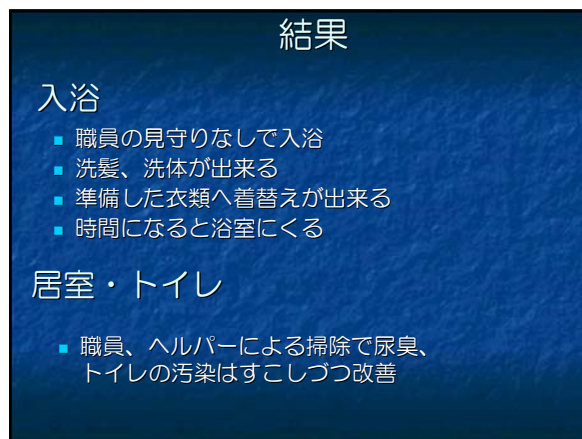 結果
入浴
職員の見守りなしで入浴
洗髪、洗体が出来る
準備した衣類へ着替えが出来る
時間になると浴室にくる
居室・トイレ
職員、ヘルパーによる掃除で尿臭、
トイレの汚染はすこしづつ改善